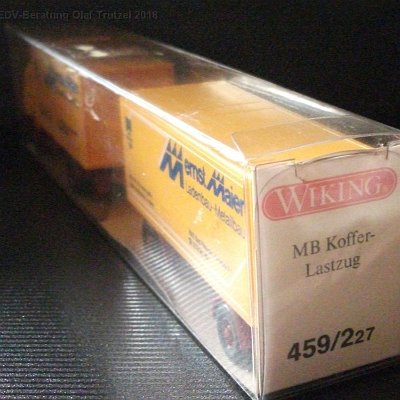 EDV-Beratung Olaf Trutzel 2018
ernst Maier
Ladenbau-Metallbau
WIKING
MB Koffer-
Lastzug
459/227